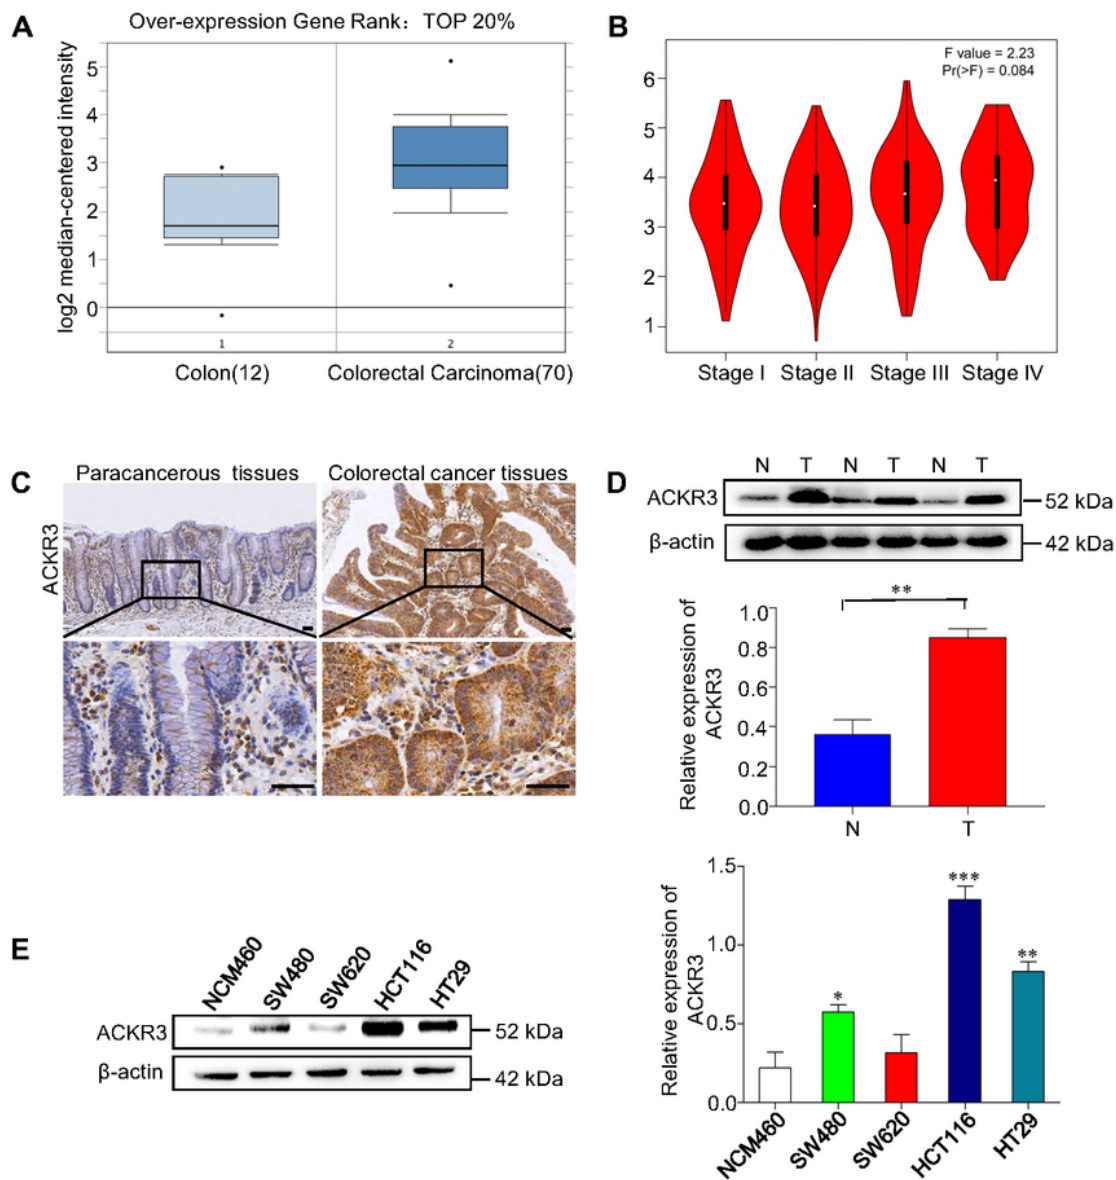 A
Over-expression Gene Rank: TOP 20%
log2 median-centered intensity
5
4
3
2
1
0
1
2
Colon(12)
Colorectal Carcinoma(70)
B
F value = 2.23
Pr(>F) = 0.084
6
5
4
3
2
1
Stage I
Stage II
Stage III
Stage IV
C
Paracancerous tissues
Colorectal cancer tissues
ACKR3
D
N T N T N T
ACKR3
52 kDa
β-actin
42 kDa
Relative expression of
ACKR3
1.0
0.8
0.6
0.4
0.2
0.0
**
N
T
E
NCM460
SW480
SW620
HCT116
HT29
ACKR3
52 kDa
β-actin
42 kDa
Relative expression of
ACKR3
1.5
1.0
0.5
0.0
*
***
**
NCM460
SW480
SW620
HCT116
HT29